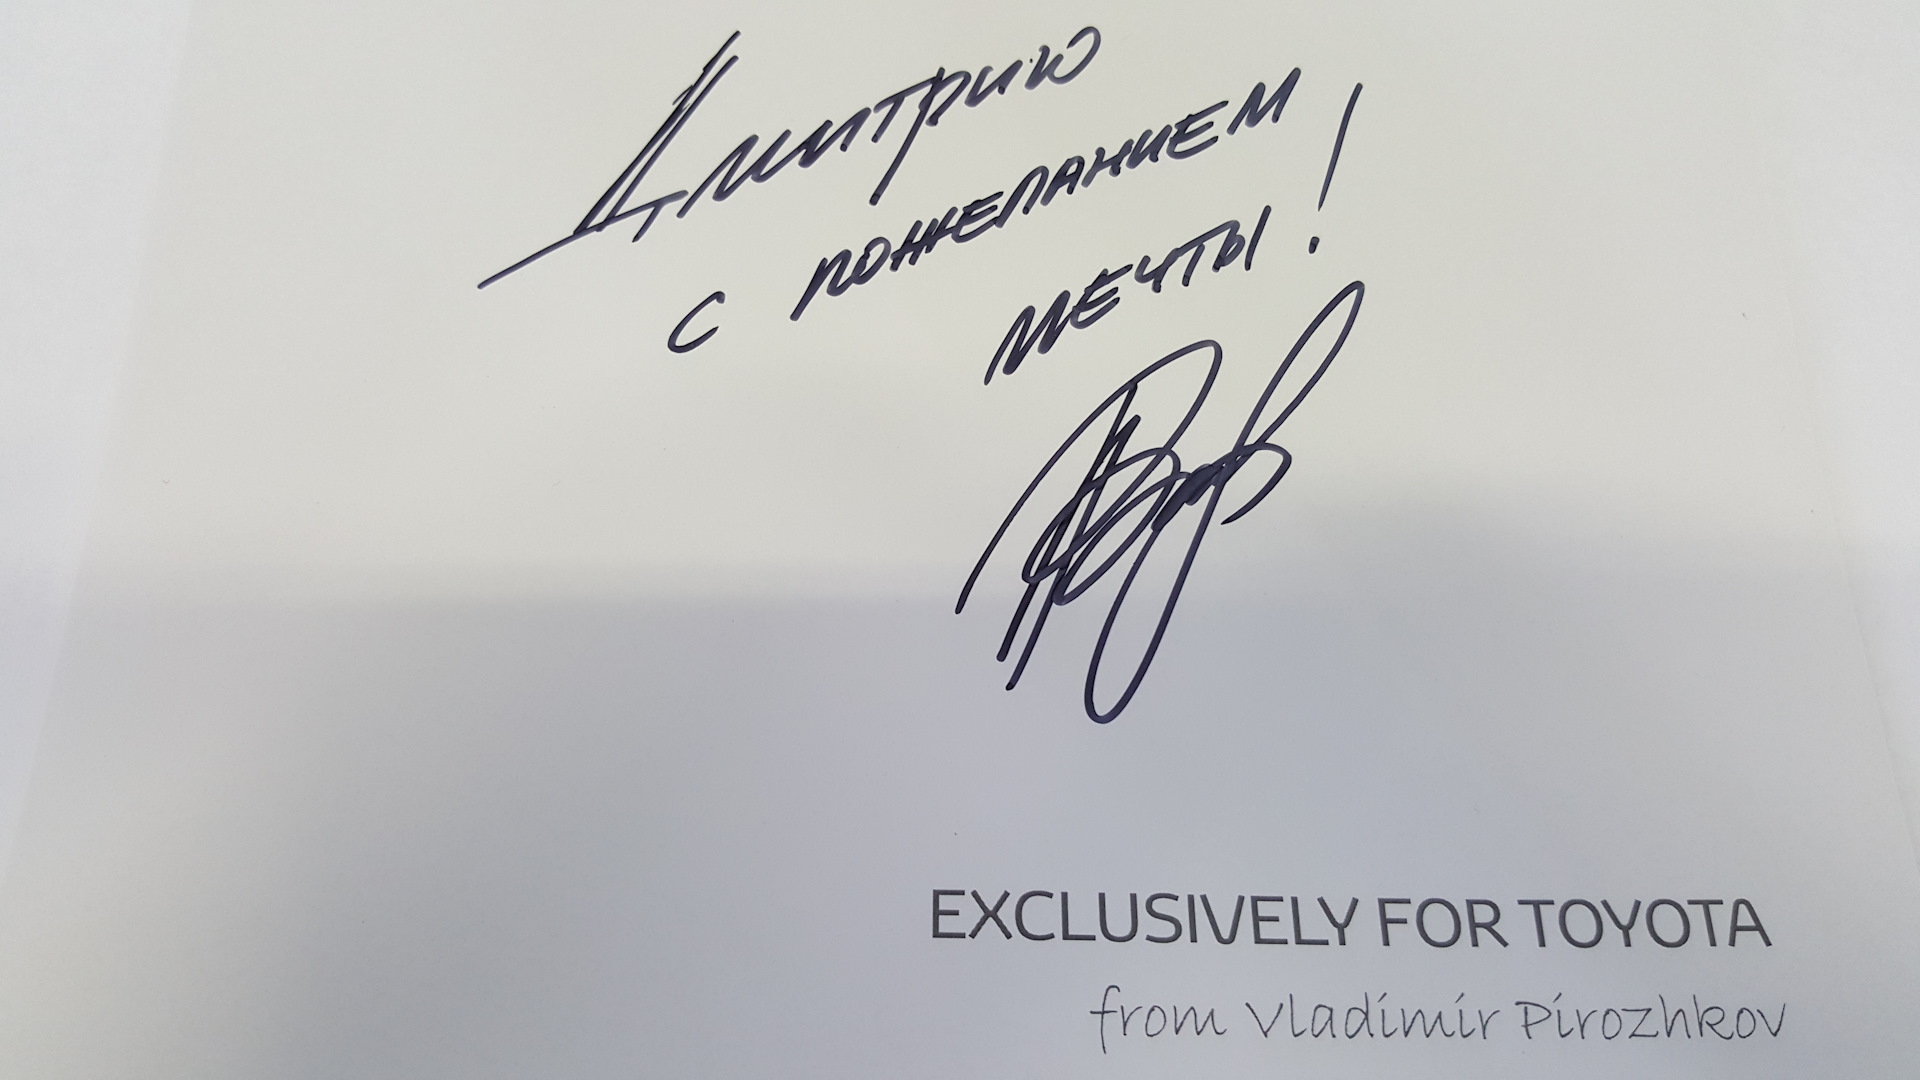 Дмитрию
с пожеланием
мечты!
EXCLUSIVELY FOR TOYOTA
from Vladimir Pirozhkov